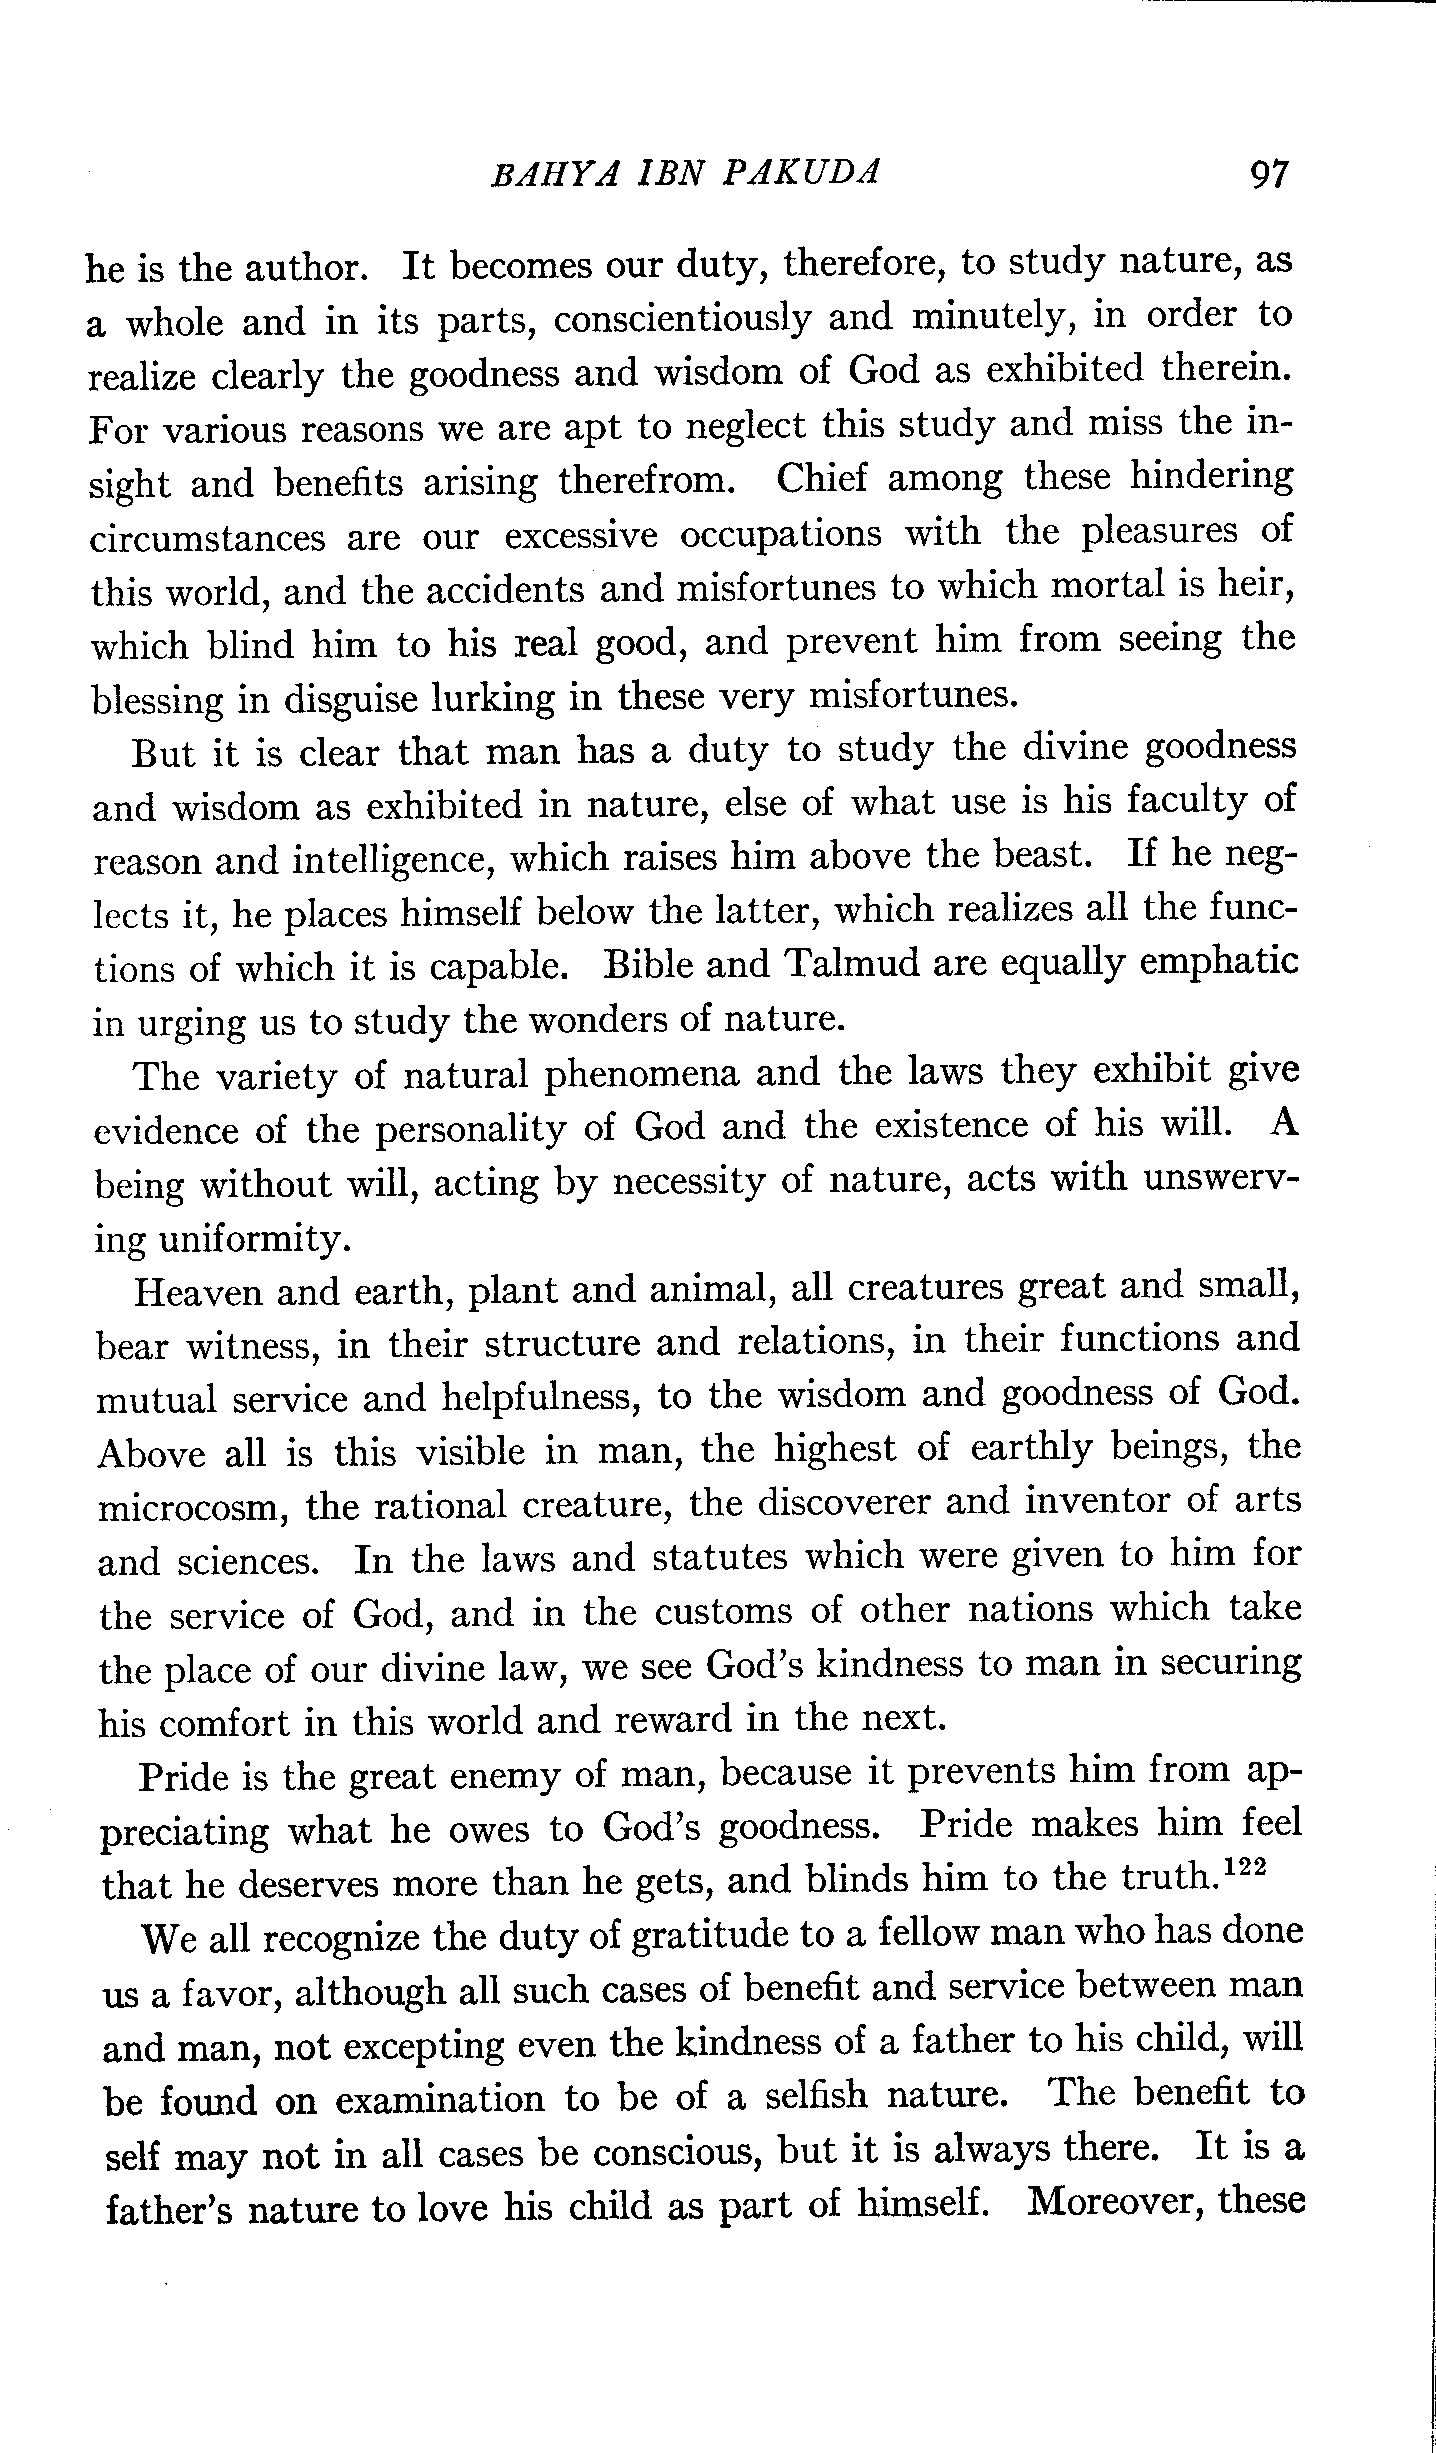 BAHYA IBN PAKUDA 97
he is the author. It becomes our duty, therefore, to study nature, as
a whole and in its parts, conscientiously and minutely, in order to
realize clearly the goodness and wisdom of God as exhibited therein.
For various reasons we are apt to neglect this study and miss the in-
sight and benefits arising therefrom. Chief among these hindering
circumstances are our excessive occupations with the pleasures of
this world, and the accidents and misfortunes to which mortal is heir,
which blind him to his real good, and prevent him from seeing the
blessing in disguise lurking in these very misfortunes.
But it is clear that man has a duty to study the divine goodness
and wisdom as exhibited in nature, else of what use is his faculty of
reason and intelligence, which raises him above the beast. If he neg-
lects it, he places himself below the latter, which realizes all the func-
tions of which it is capable. Bible and Talmud are equally emphatic
in urging us to study the wonders of nature.
The variety of natural phenomena and the laws they exhibit give
evidence of the personality of God and the existence of his will. A
being without will, acting by necessity of nature, acts with unswerv-
ing uniformity.
Heaven and earth, plant and animal, all creatures great and small,
bear witness, in their structure and relations, in their functions and
mutual service and helpfulness, to the wisdom and goodness of God.
Above all is this visible in man, the highest of earthly beings, the
microcosm, the rational creature, the discoverer and inventor of arts
and sciences. In the laws and statutes which were given to him for
the service of God, and in the customs of other nations which take
the place of our divine law, we see God's kindness to man in securing
his comfort in this world and reward in the next.
Pride is the great enemy of man, because it prevents him from ap-
preciating what he owes to God's goodness. Pride makes him feel
that he deserves more than he gets, and blinds him to the truth.¹²²
We all recognize the duty of gratitude to a fellow man who has done
us a favor, although all such cases of benefit and service between man
and man, not excepting even the kindness of a father to his child, will
be found on examination to be of a selfish nature. The benefit to
self may not in all cases be conscious, but it is always there. It is a
father's nature to love his child as part of himself. Moreover, these